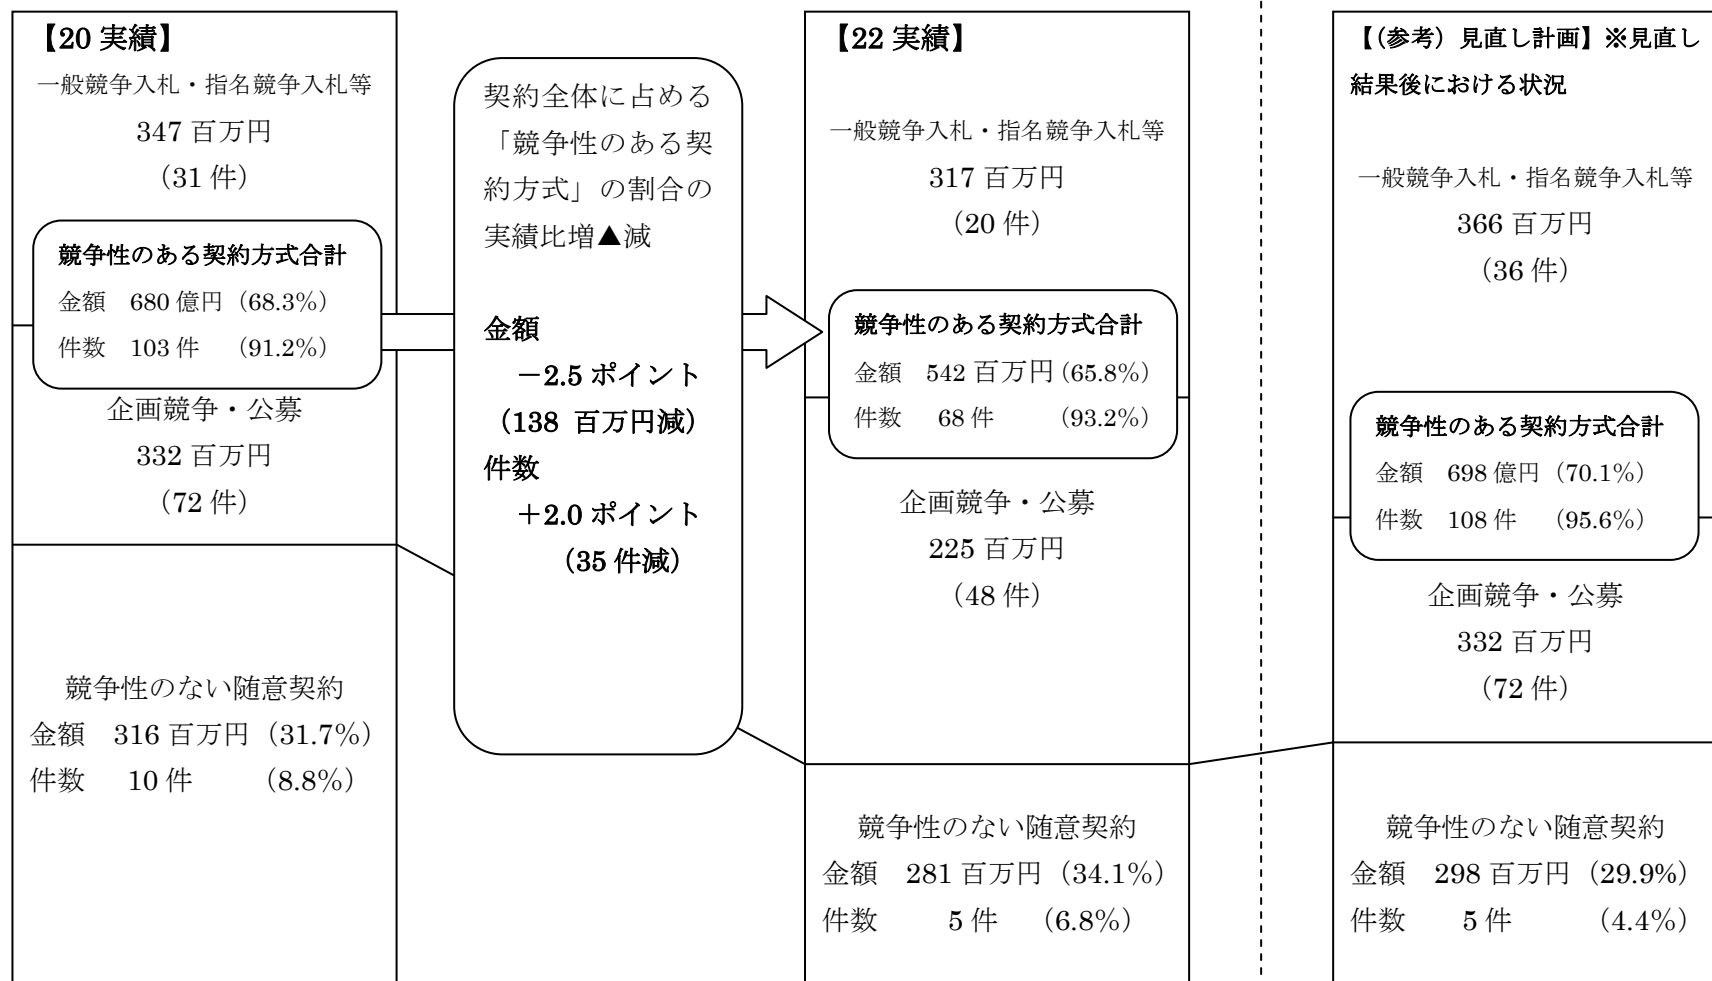 【20 実績】
一般競争入札・指名競争入札等
347 百万円
（31 件）
競争性のある契約方式合計
金額　680 億円（68.3%）
件数　103 件　（91.2%）
企画競争・公募
332 百万円
（72 件）
競争性のない随意契約
金額　316 百万円（31.7%）
件数　10 件　（8.8%）
契約全体に占める
「競争性のある契
約方式」の割合の
実績比増▲減
金額
－2.5 ポイント
（138 百万円減）
件数
＋2.0 ポイント
（35 件減）
【22 実績】
一般競争入札・指名競争入札等
317 百万円
（20 件）
競争性のある契約方式合計
金額　542 百万円（65.8%）
件数　68 件　（93.2%）
企画競争・公募
225 百万円
（48 件）
競争性のない随意契約
金額　281 百万円（34.1%）
件数　5 件　（6.8%）
【（参考）見直し計画】※見直し
結果後における状況
一般競争入札・指名競争入札等
366 百万円
（36 件）
競争性のある契約方式合計
金額　698 億円（70.1%）
件数　108 件　（95.6%）
企画競争・公募
332 百万円
（72 件）
競争性のない随意契約
金額　298 百万円（29.9%）
件数　5 件　（4.4%）